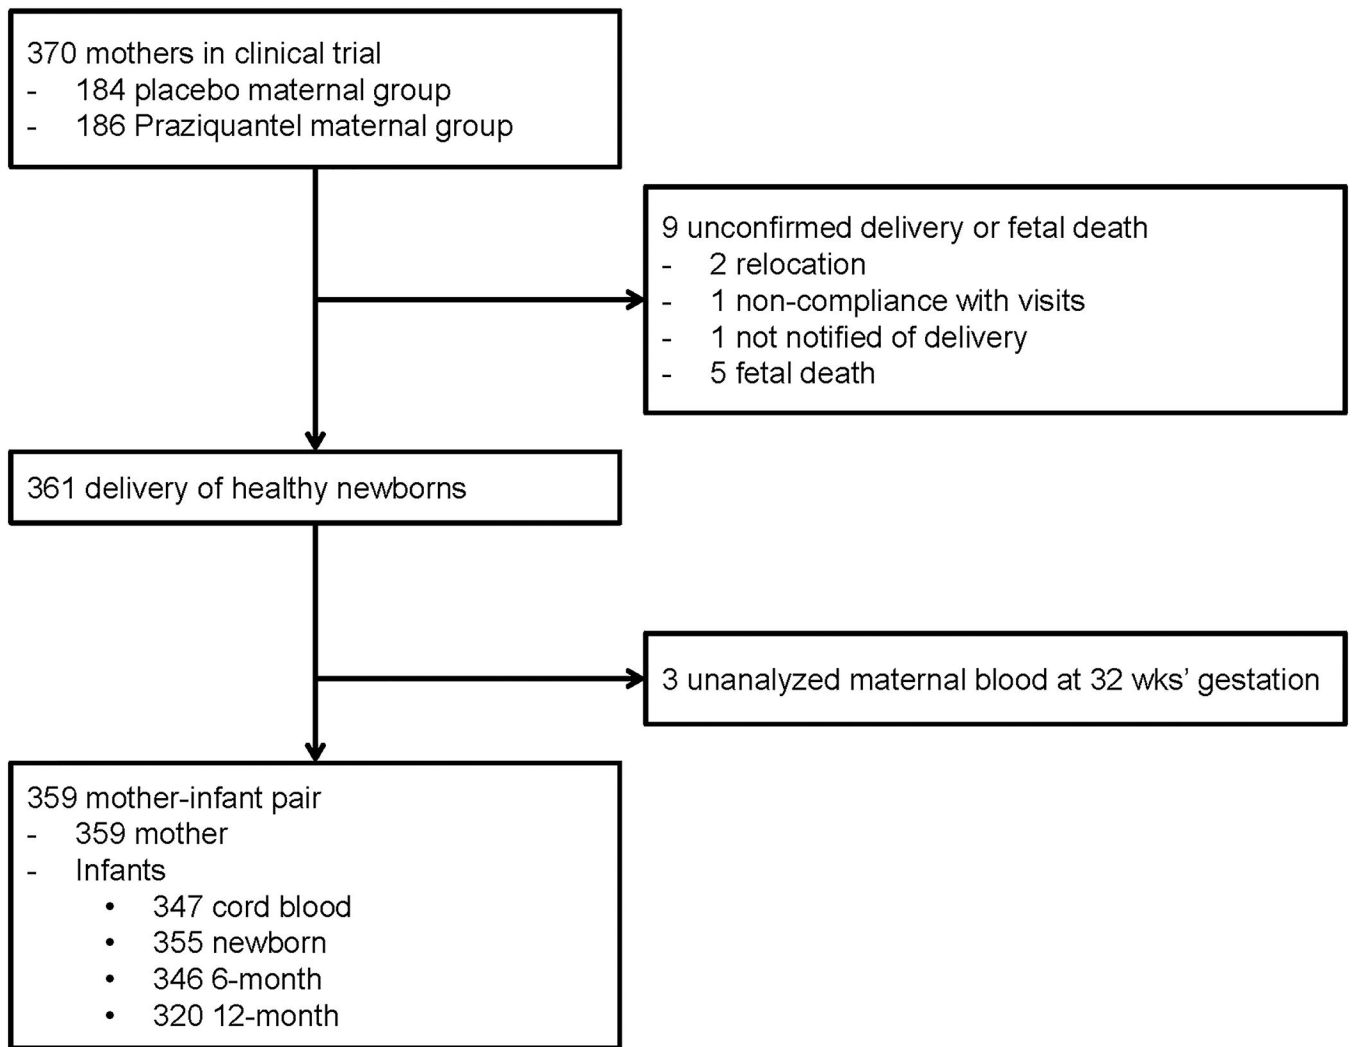 370 mothers in clinical trial
- 184 placebo maternal group
- 186 Praziquantel maternal group
9 unconfirmed delivery or fetal death
- 2 relocation
- 1 non-compliance with visits
- 1 not notified of delivery
- 5 fetal death
361 delivery of healthy newborns
3 unanalyzed maternal blood at 32 wks' gestation
359 mother-infant pair
- 359 mother
- Infants
• 347 cord blood
• 355 newborn
• 346 6-month
• 320 12-month